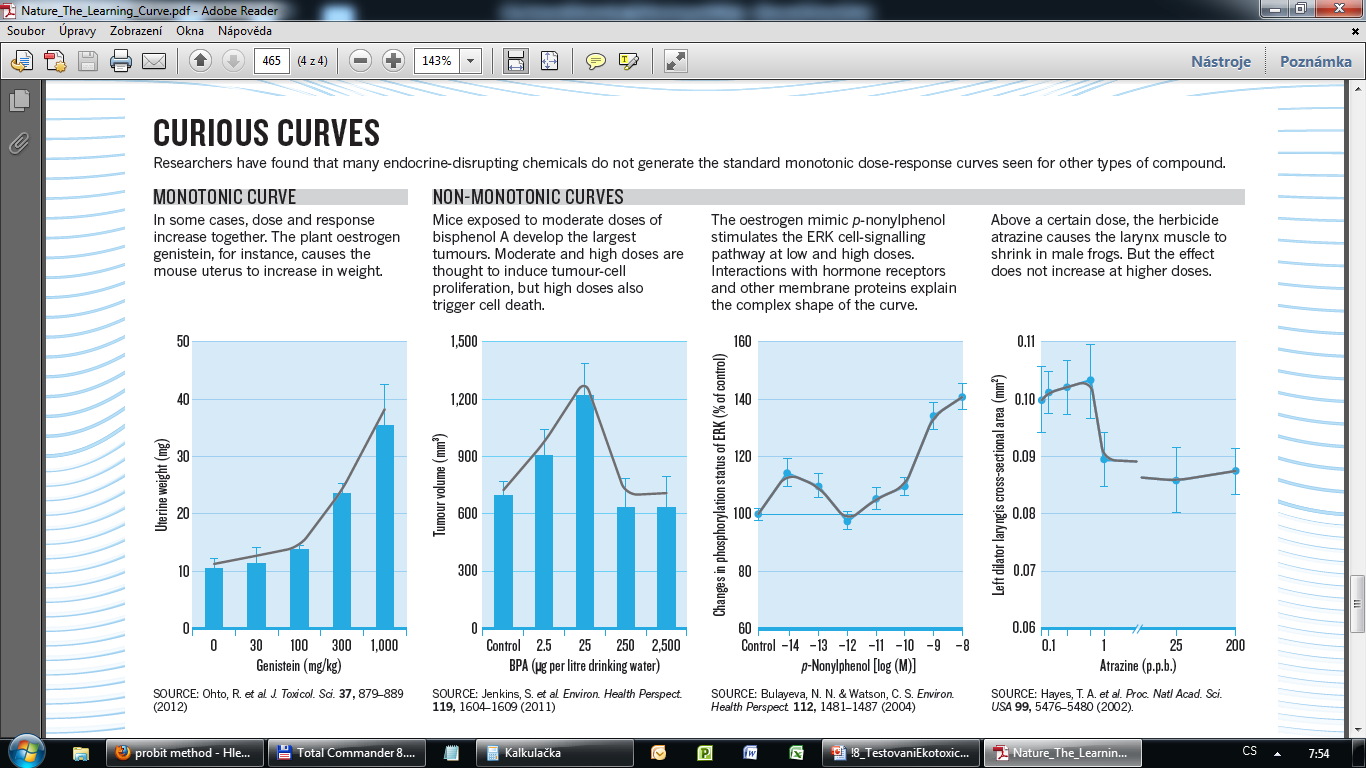 Nature_The_Learning_Curve.pdf - Adobe Reader
Soubor Úpravy Zobrazení Okna Nápověda
465 (4 z 4) 143% Nástroje Poznámka
CURIOUS CURVES
Researchers have found that many endocrine-disrupting chemicals do not generate the standard monotonic dose-response curves seen for other types of compound.
MONOTONIC CURVE
In some cases, dose and response
increase together. The plant oestrogen
genistein, for instance, causes the
mouse uterus to increase in weight.
NON-MONOTONIC CURVES
Mice exposed to moderate doses of
bisphenol A develop the largest
tumours. Moderate and high doses are
thought to induce tumour-cell
proliferation, but high doses also
trigger cell death.
The oestrogen mimic p-nonylphenol
stimulates the ERK cell-signalling
pathway at low and high doses.
Interactions with hormone receptors
and other membrane proteins explain
the complex shape of the curve.
Above a certain dose, the herbicide
atrazine causes the larynx muscle to
shrink in male frogs. But the effect
does not increase at higher doses.
Uterine weight (mg)
50
40
30
20
10
0
0 30 100 300 1,000
Genistein (mg/kg)
SOURCE: Ohto, R. et al. J. Toxicol. Sci. 37, 879–889
(2012)
Tumour volume (mm³)
1,500
1,200
900
600
300
0
Control 2.5 25 250 2,500
BPA (µg per litre drinking water)
SOURCE: Jenkins, S. et al. Environ. Health Perspect.
119, 1604–1609 (2011)
Changes in phosphorylation status of ERK (% of control)
160
140
120
100
80
60
Control –14 –13 –12 –11 –10 –9 –8
p-Nonylphenol [log (M)]
SOURCE: Bulayeva, N. N. & Watson, C. S. Environ.
Health Perspect. 112, 1481–1487 (2004)
Left dilator laryngis cross-sectional area (mm²)
0.11
0.10
0.09
0.08
0.07
0.06
0.1 1 25 200
Atrazine (p.p.b.)
SOURCE: Hayes, T. A. et al. Proc. Natl Acad. Sci.
USA 99, 5476–5480 (2002).
probit method - Hle... Total Commander 8.... Kalkulačka !8_TestovaniEkotoxic... Nature_The_Learnin... CS 7:54